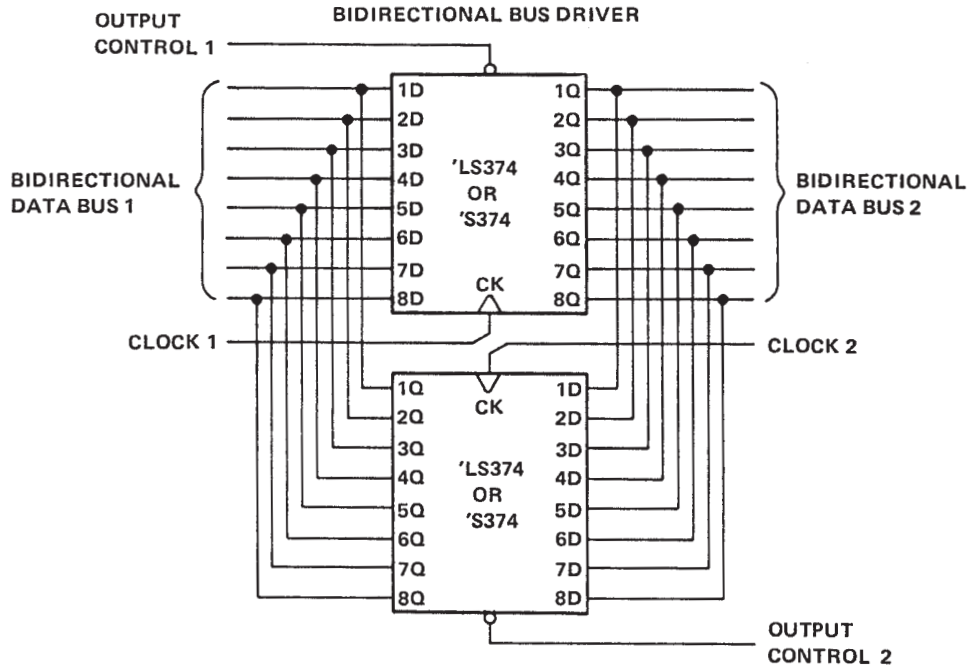 BIDIRECTIONAL BUS DRIVER
OUTPUT
CONTROL 1
1D
2D
3D
4D
5D
6D
7D
8D
'LS374
OR
'S374
CK
1Q
2Q
3Q
4Q
5Q
6Q
7Q
8Q
BIDIRECTIONAL
DATA BUS 1
BIDIRECTIONAL
DATA BUS 2
CLOCK 1
CLOCK 2
1Q
2Q
3Q
4Q
5Q
6Q
7Q
8Q
CK
'LS374
OR
'S374
1D
2D
3D
4D
5D
6D
7D
8D
OUTPUT
CONTROL 2